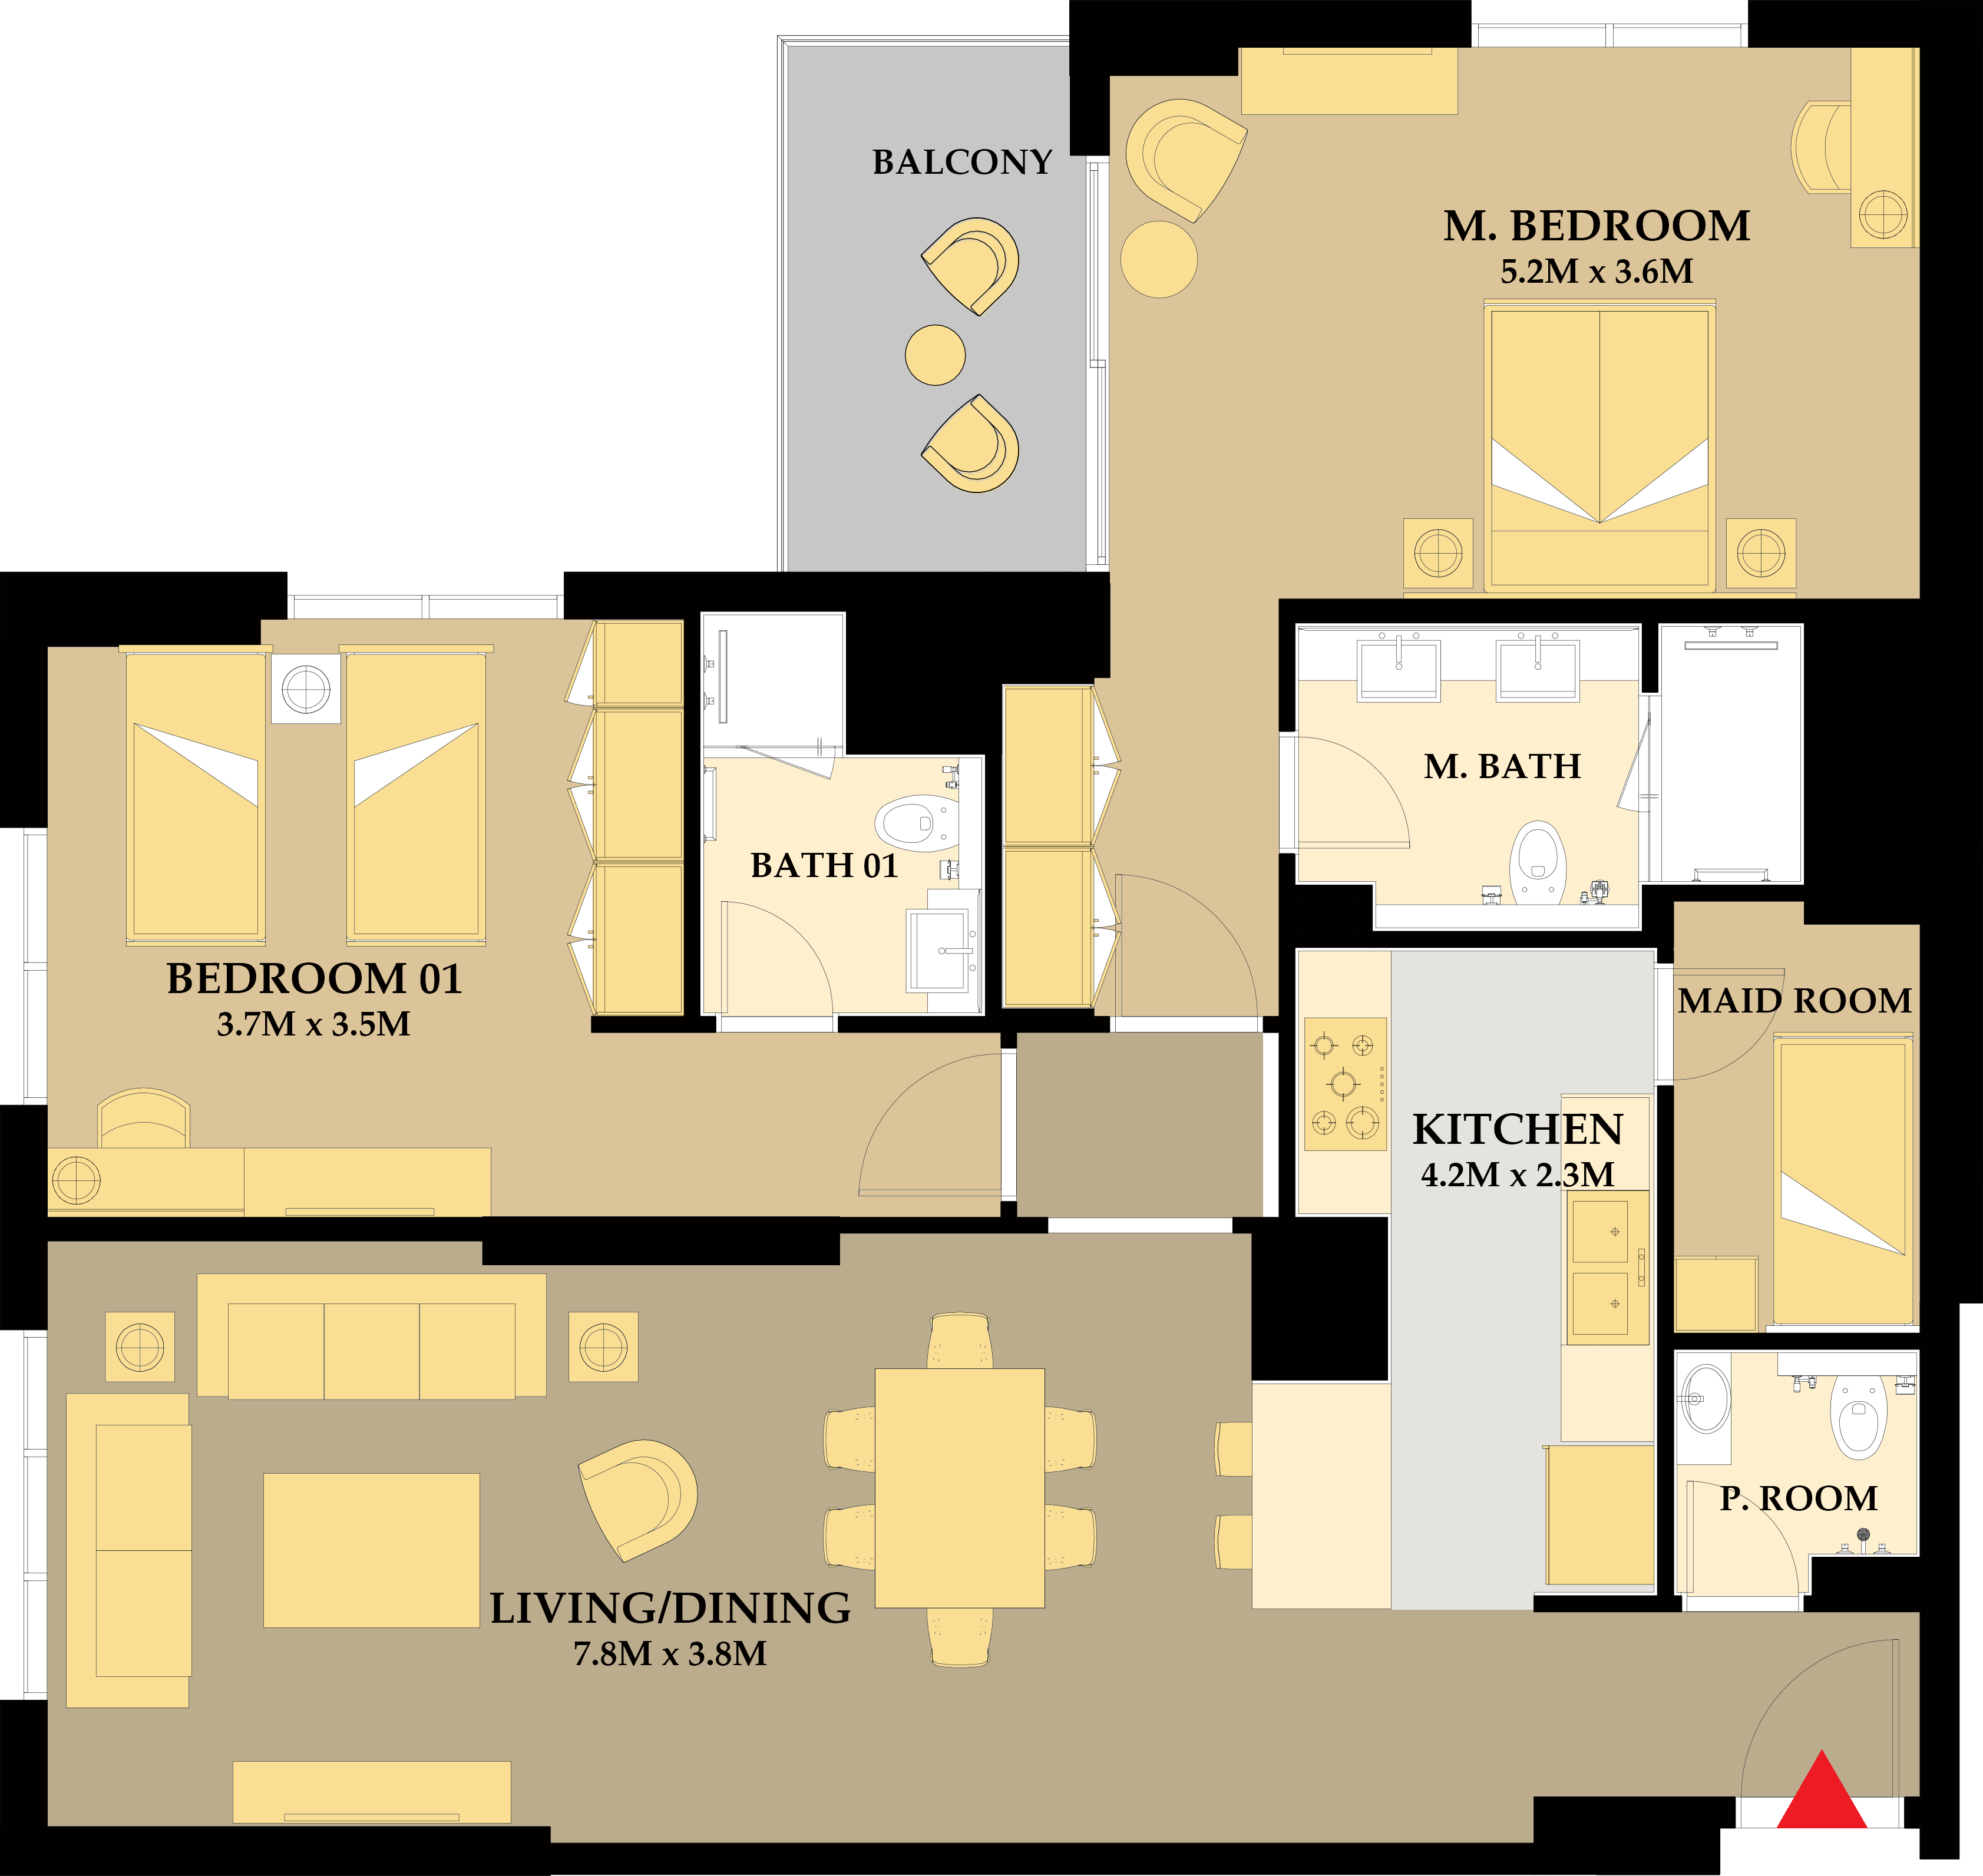 BALCONY
M. BEDROOM
5.2M x 3.6M
M. BATH
BATH 01
BEDROOM 01
3.7M x 3.5M
MAID ROOM
KITCHEN
4.2M x 2.3M
P. ROOM
LIVING/DINING
7.8M x 3.8M